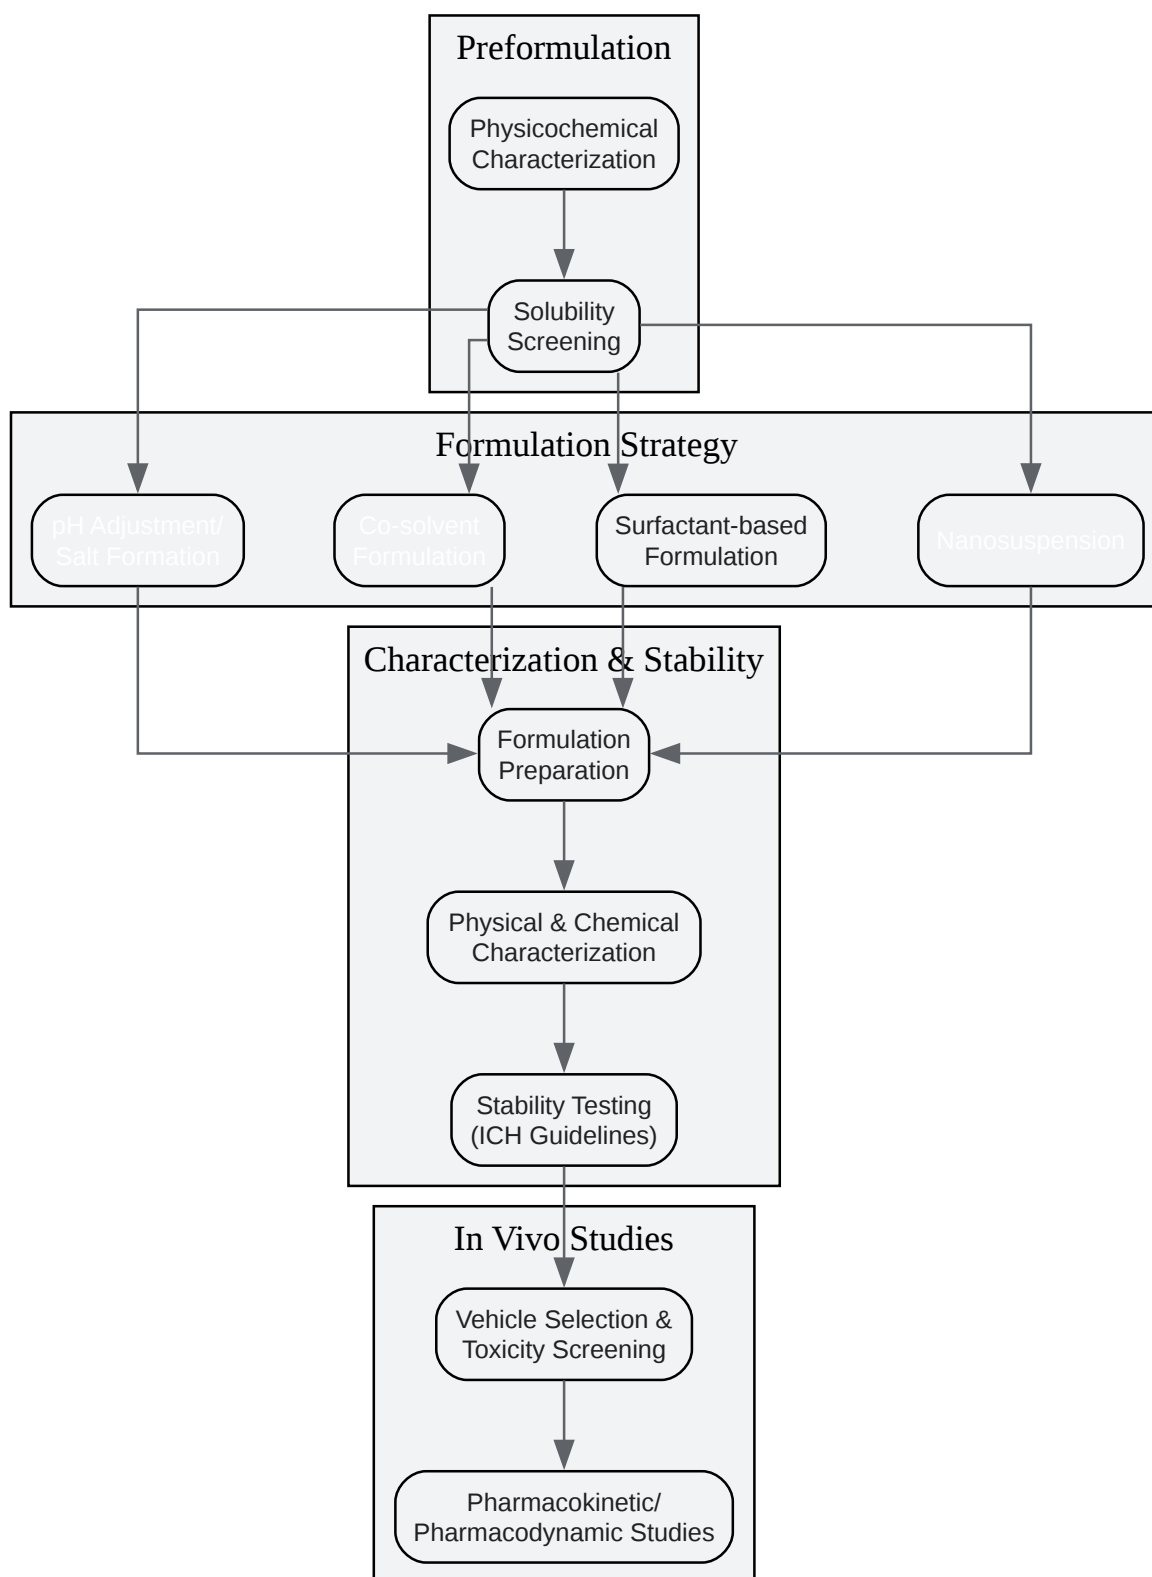 Preformulation
Physicochemical
Characterization
Solubility
Screening
Formulation Strategy
pH Adjustment/
Salt Formation
Co-solvent
Formulation
Surfactant-based
Formulation
Nanosuspension
Characterization & Stability
Formulation
Preparation
Physical & Chemical
Characterization
Stability Testing
(ICH Guidelines)
In Vivo Studies
Vehicle Selection &
Toxicity Screening
Pharmacokinetic/
Pharmacodynamic Studies